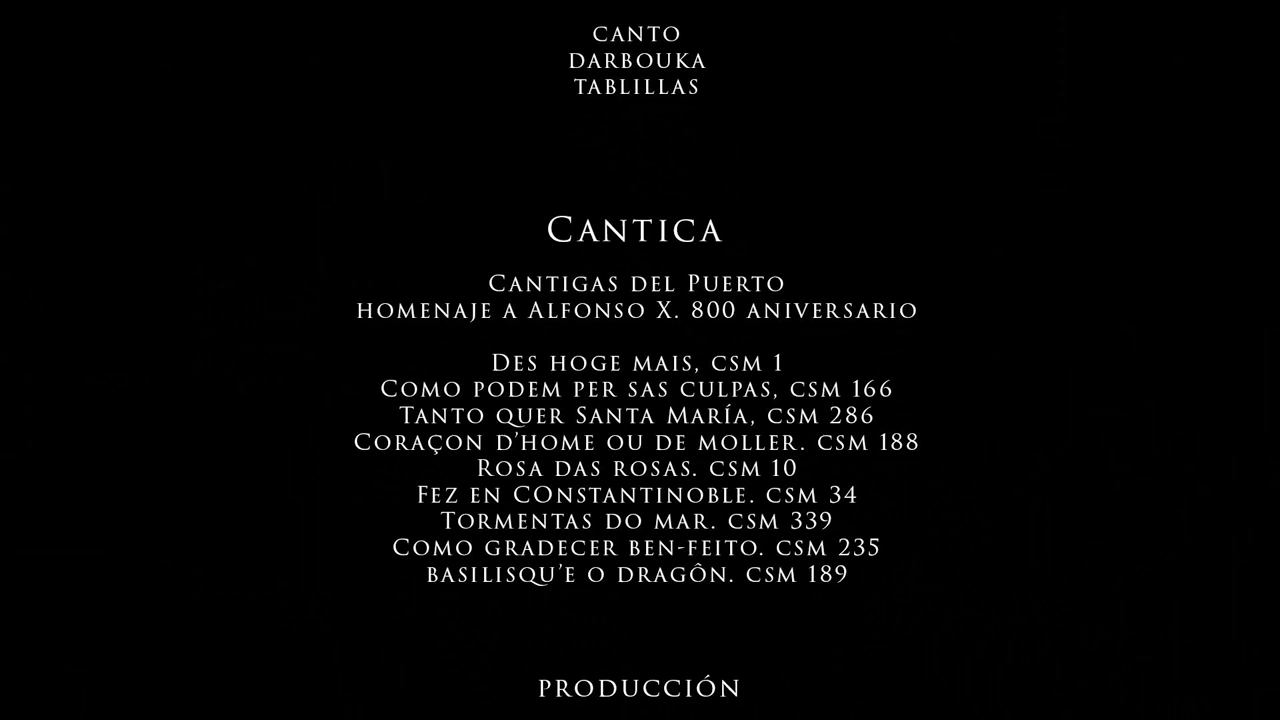 CANTO
DARBOUKA
TABLILLAS
CANTICA
CANTIGAS DEL PUERTO
HOMENAJE A ALFONSO X. 800 ANIVERSARIO
DES HOGE MAIS, CSM 1
COMO PODEM PER SAS CULPAS, CSM 166
TANTO QUER SANTA MARÍA, CSM 286
CORAÇON D'HOME OU DE MOLLER. CSM 188
ROSA DAS ROSAS. CSM 10
FEZ EN CONSTANTINOBLE. CSM 34
TORMENTAS DO MAR. CSM 339
COMO GRADECER BEN-FEITO. CSM 235
BASILISQU'E O DRAGÔN. CSM 189
PRODUCCIÓN